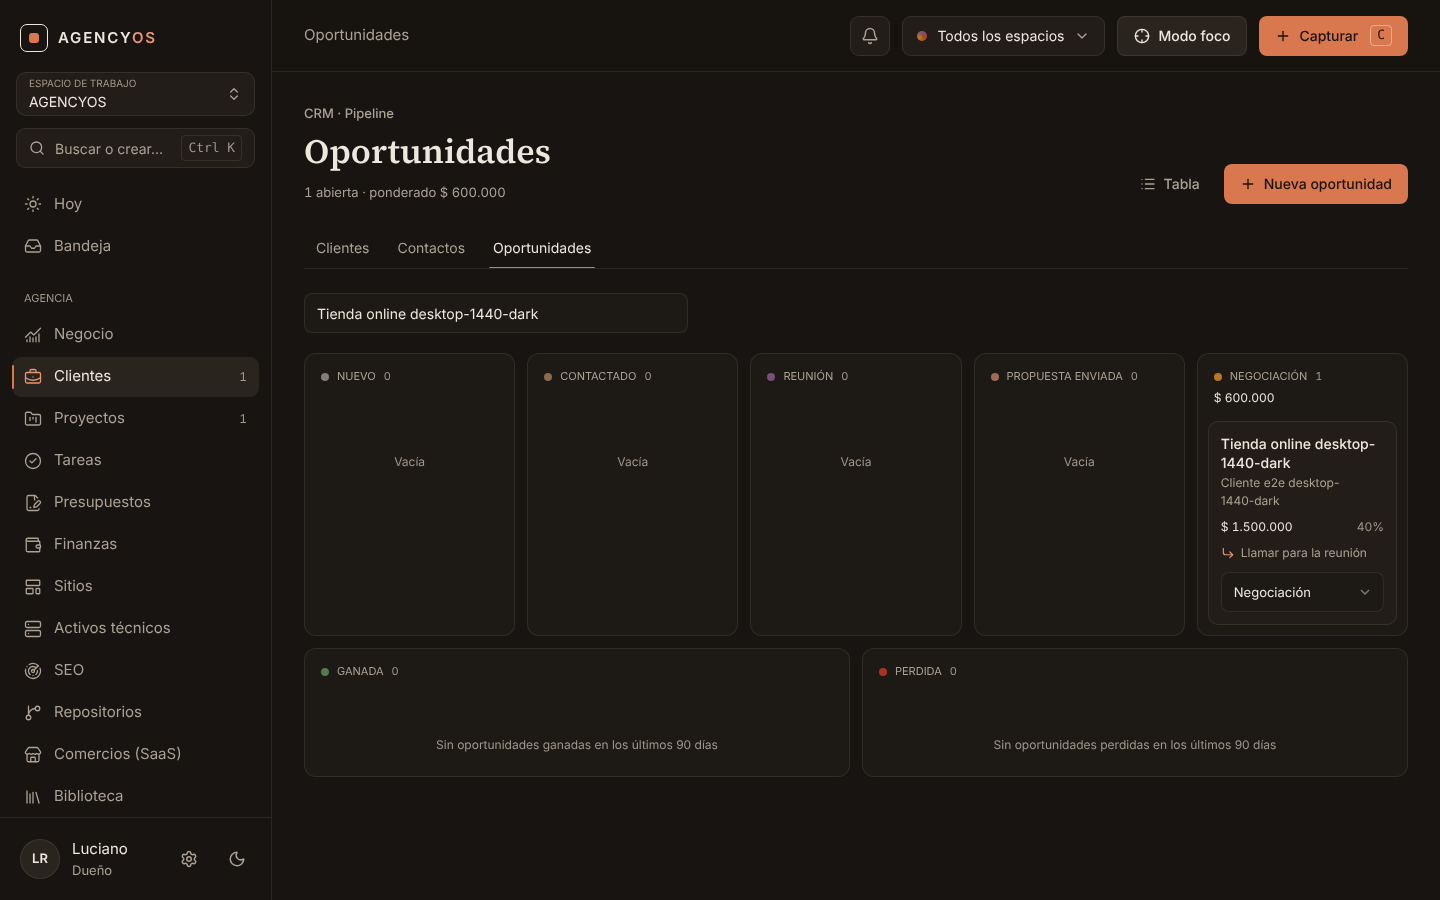 AGENCYOS
ESPACIO DE TRABAJO
AGENCYOS
Buscar o crear... Ctrl K
Hoy
Bandeja
AGENCIA
Negocio
Clientes 1
Proyectos 1
Tareas
Presupuestos
Finanzas
Sitios
Activos técnicos
SEO
Repositorios
Comercios (SaaS)
Biblioteca
LR
Luciano
Dueño
Oportunidades
Todos los espacios
Modo foco
Capturar C
CRM · Pipeline
Oportunidades
1 abierta · ponderado $ 600.000
Tabla
Nueva oportunidad
Clientes Contactos Oportunidades
Tienda online desktop-1440-dark
NUEVO 0
Vacía
CONTACTADO 0
Vacía
REUNIÓN 0
Vacía
PROPUESTA ENVIADA 0
Vacía
NEGOCIACIÓN 1
$ 600.000
Tienda online desktop-
1440-dark
Cliente e2e desktop-
1440-dark
$ 1.500.000 40%
Llamar para la reunión
Negociación
GANADA 0
Sin oportunidades ganadas en los últimos 90 días
PERDIDA 0
Sin oportunidades perdidas en los últimos 90 días